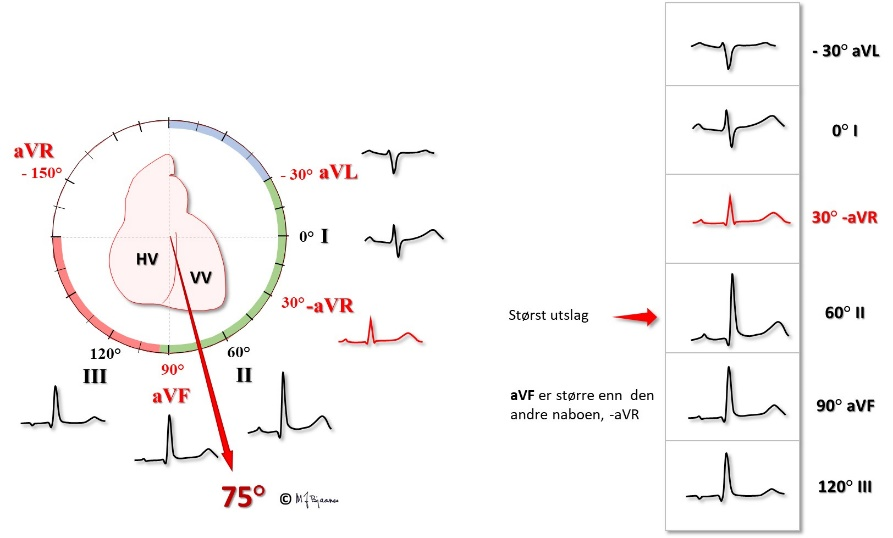 aVR
- 150°
- 30° aVL
0° I
HV
VV
30°-aVR
120°
III
90°
aVF
60°
II
75°
©
Størst utslag
aVF er større enn den
andre naboen, -aVR
- 30° aVL
0° I
30° -aVR
60° II
90° aVF
120° III